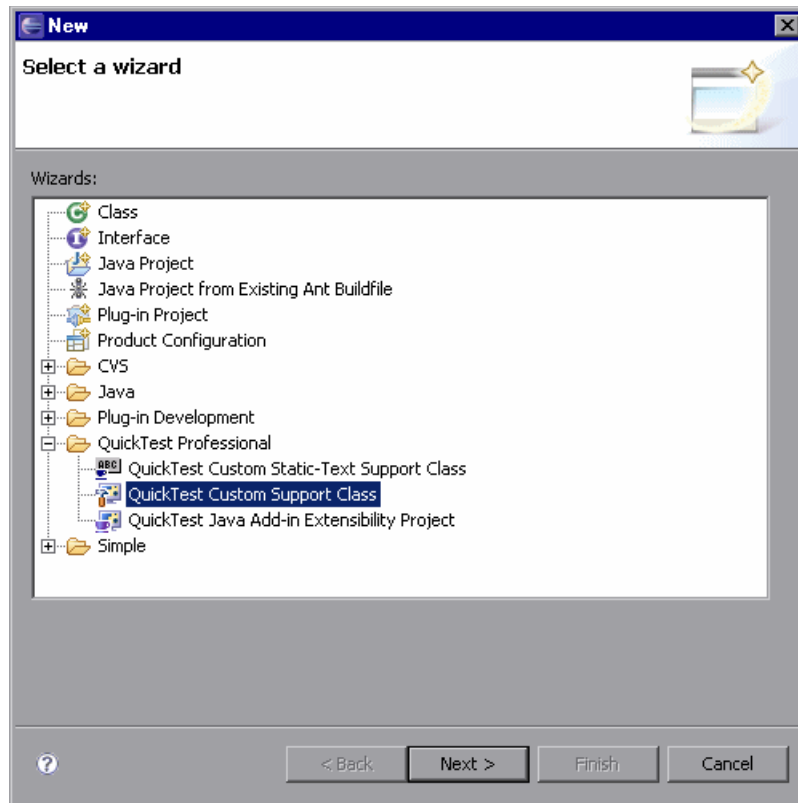 New
Select a wizard
Wizards:
Class
Interface
Java Project
Java Project from Existing Ant Buildfile
Plug-in Project
Product Configuration
CVS
Java
Plug-in Development
QuickTest Professional
ABC QuickTest Custom Static-Text Support Class
QuickTest Custom Support Class
QuickTest Java Add-in Extensibility Project
Simple
? < Back Next > Finish Cancel